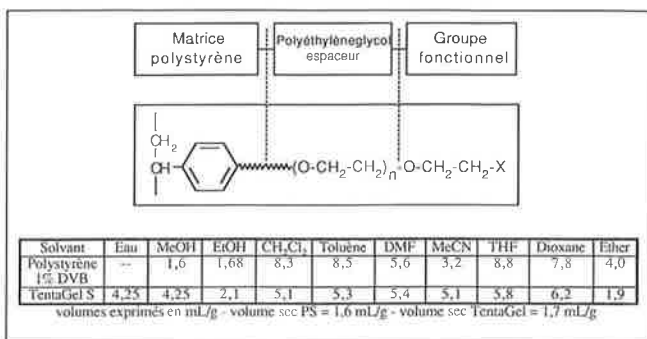 Matrice polystyrène
Polyéthylèneglycol espaceur
Groupe fonctionnel
CH2
CH
(O-CH2-CH2)n
O-CH2-CH2-X
Solvant Eau MeOH EtOH CH2Cl2 Toluène DMF MeCN THF Dioxane Ether
Polystyrène 1% DVB -- 1,6 1,68 8,3 8,5 5,6 3,2 8,8 7,8 4,0
TentaGel S 4,25 4,25 2,1 5,1 5,3 5,4 5,1 5,8 6,2 1,9
volumes exprimés en mL/g - volume sec PS = 1,6 mL/g - volume sec TentaGel = 1,7 mL/g